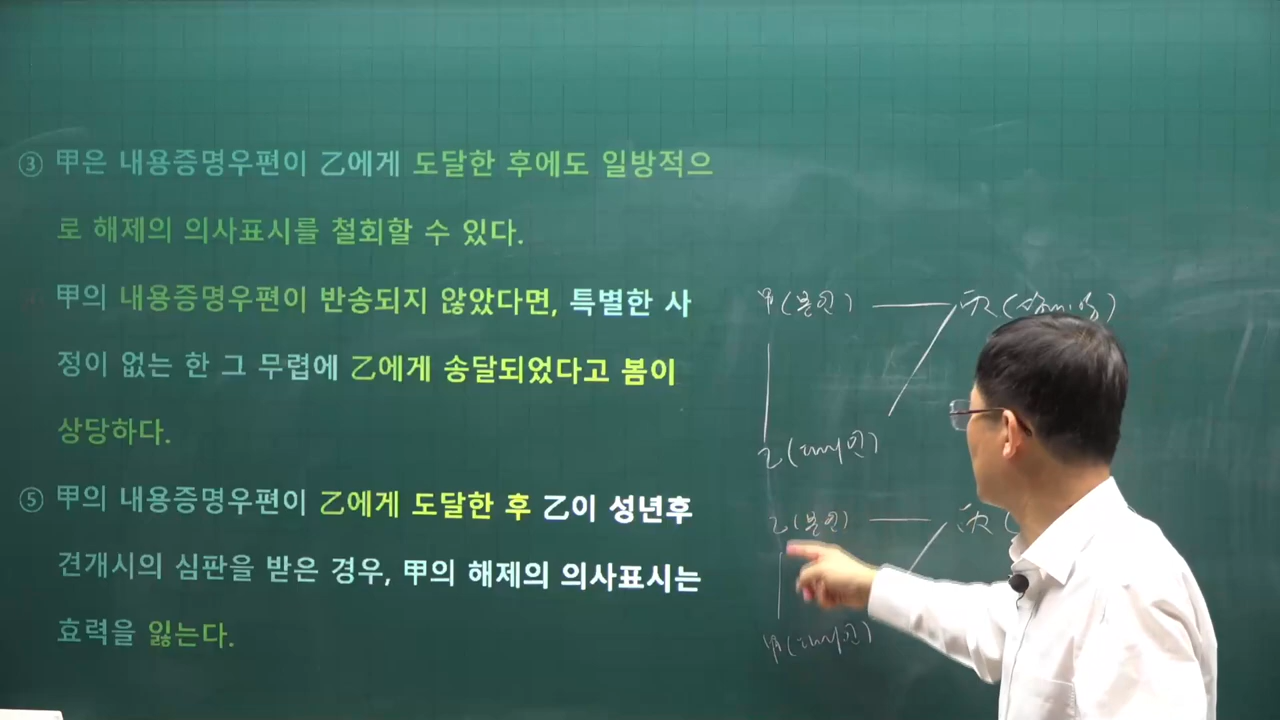 ③ 甲은 내용증명우편이 乙에게 도달한 후에도 일방적으
로 해제의 의사표시를 철회할 수 있다.
甲의 내용증명우편이 반송되지 않았다면, 특별한 사
정이 없는 한 그 무렵에 乙에게 송달되었다고 봄이
상당하다.
⑤ 甲의 내용증명우편이 乙에게 도달한 후 乙이 성년후
견개시의 심판을 받은 경우, 甲의 해제의 의사표시는
효력을 잃는다.
甲(본인) 丙(
乙(대리인)
乙(본인) 丙(
甲(대리인)